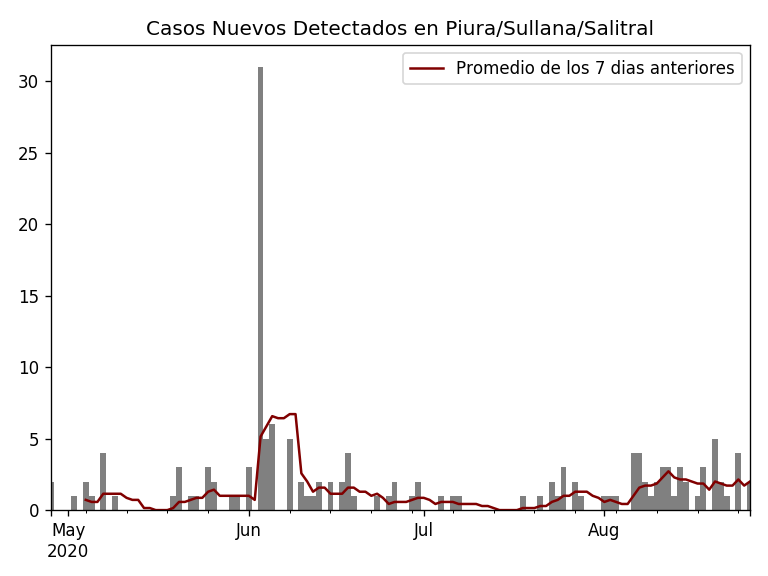 Casos Nuevos Detectados en Piura/Sullana/Salitral
Promedio de los 7 dias anteriores
30
25
20
15
10
5
0
May
2020
Jun
Jul
Aug